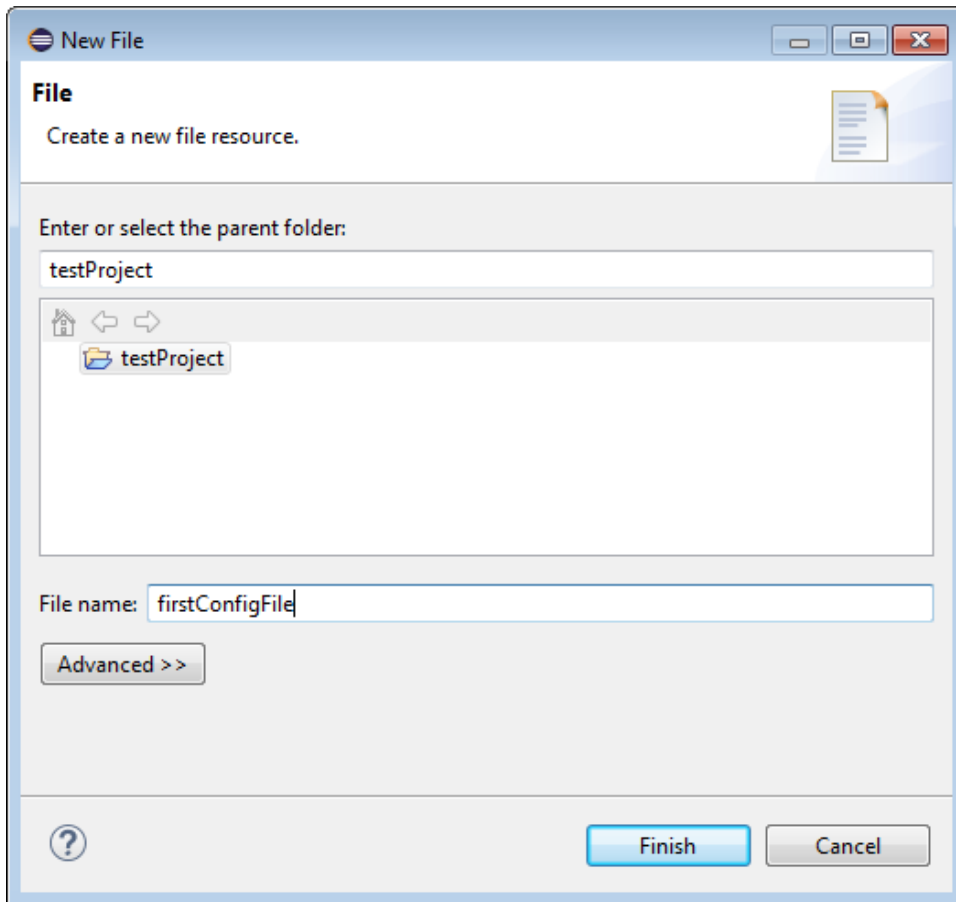 New File
File
Create a new file resource.
Enter or select the parent folder:
testProject
testProject
File name: firstConfigFile
Advanced >>
? Finish Cancel